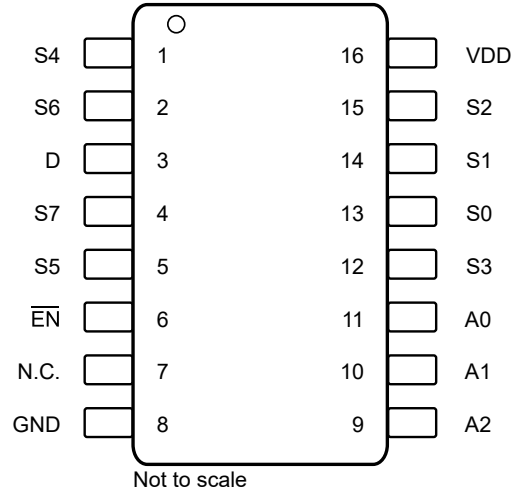 S4 1 16 VDD
S6 2 15 S2
D 3 14 S1
S7 4 13 S0
S5 5 12 S3
E̅N̅ 6 11 A0
N.C. 7 10 A1
GND 8 9 A2
Not to scale